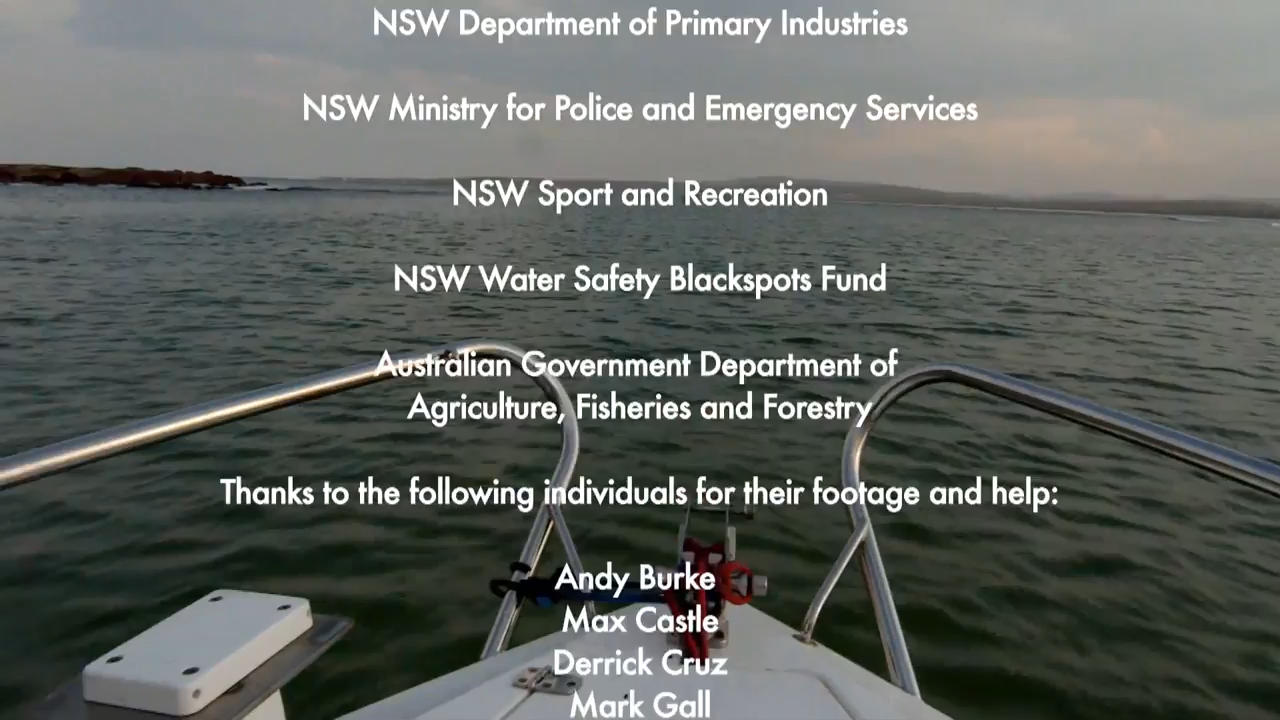 NSW Department of Primary Industries
NSW Ministry for Police and Emergency Services
NSW Sport and Recreation
NSW Water Safety Blackspots Fund
Australian Government Department of
Agriculture, Fisheries and Forestry
Thanks to the following individuals for their footage and help:
Andy Burke
Max Castle
Derrick Cruz
Mark Gall